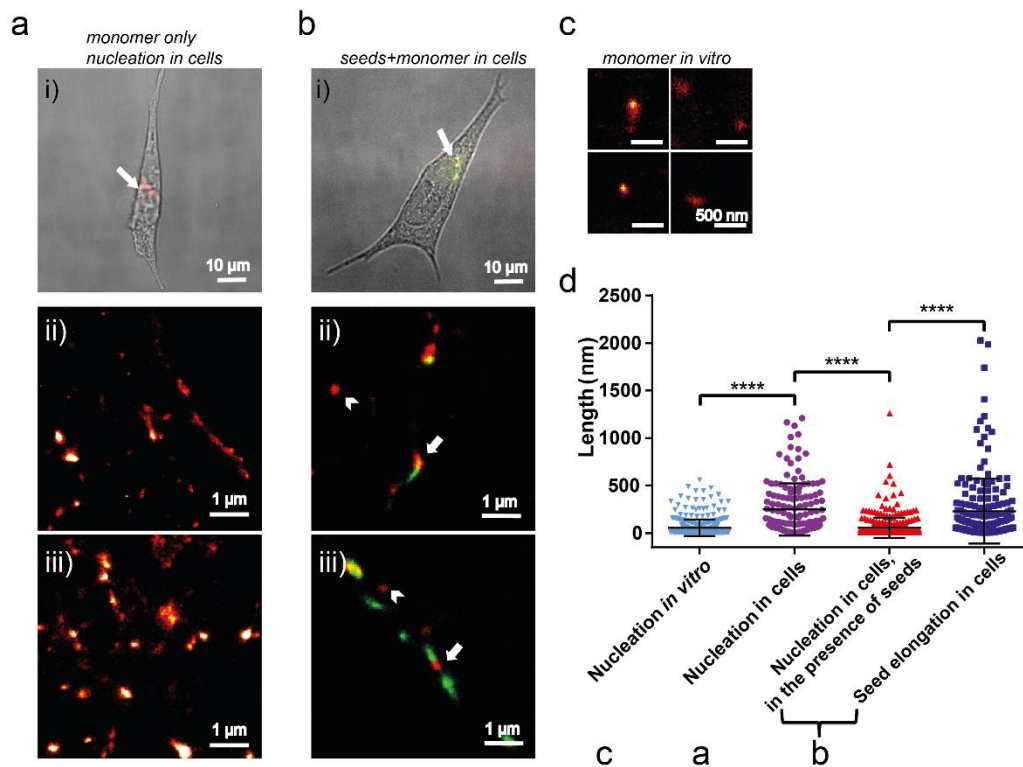 a
monomer only
nucleation in cells
i)
10 µm
ii)
1 µm
iii)
1 µm
b
seeds+monomer in cells
i)
10 µm
ii)
1 µm
iii)
1 µm
c
monomer in vitro
500 nm
d
2500
2000
1500
1000
500
0
Length (nm)
****
****
****
Nucleation in vitro
Nucleation in cells
Nucleation in cells,
in the presence of seeds
Seed elongation in cells
c a b